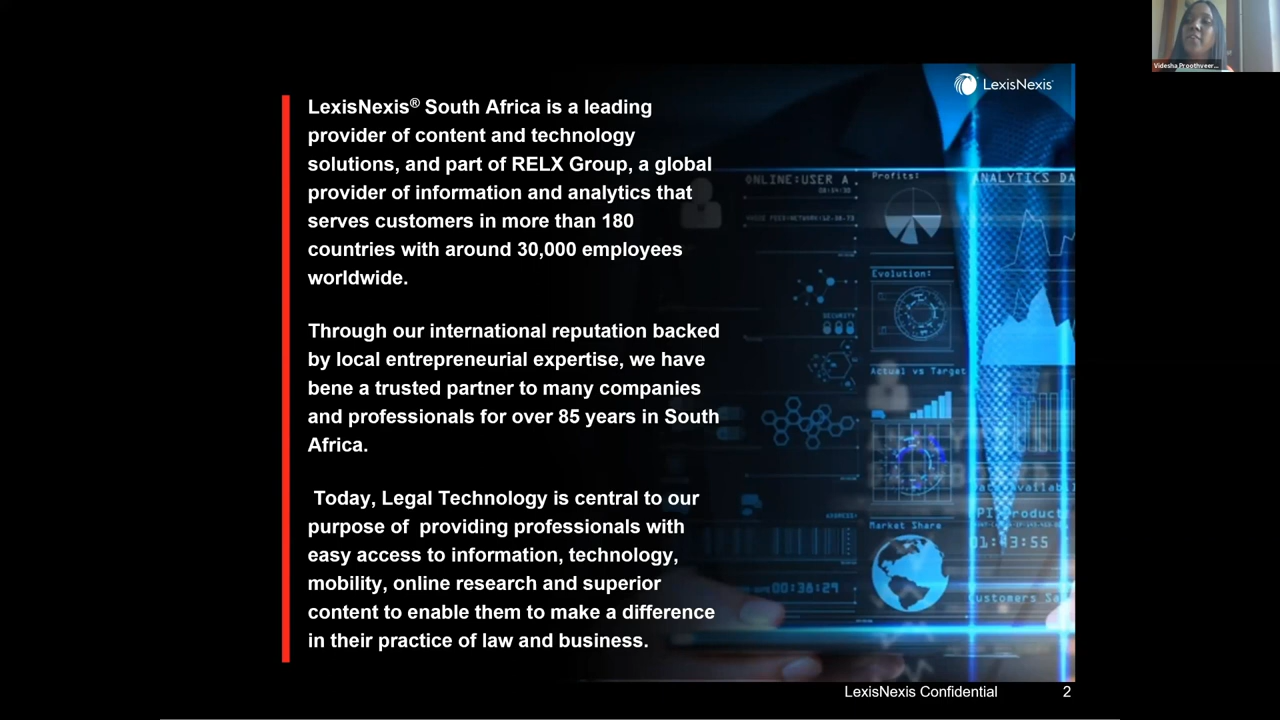 LexisNexis®
LexisNexis® South Africa is a leading
provider of content and technology
solutions, and part of RELX Group, a global
provider of information and analytics that
serves customers in more than 180
countries with around 30,000 employees
worldwide.
Through our international reputation backed
by local entrepreneurial expertise, we have
bene a trusted partner to many companies
and professionals for over 85 years in South
Africa.
Today, Legal Technology is central to our
purpose of  providing professionals with
easy access to information, technology,
mobility, online research and superior
content to enable them to make a difference
in their practice of law and business.
ONLINE:USER A
Profits:
ANALYTICS DA
Evolution:
SECURITY
Actual vs Target
Market Share
00:38:29
01:43:55
Customers Sa
LexisNexis Confidential
2
Videsha Proothveer...